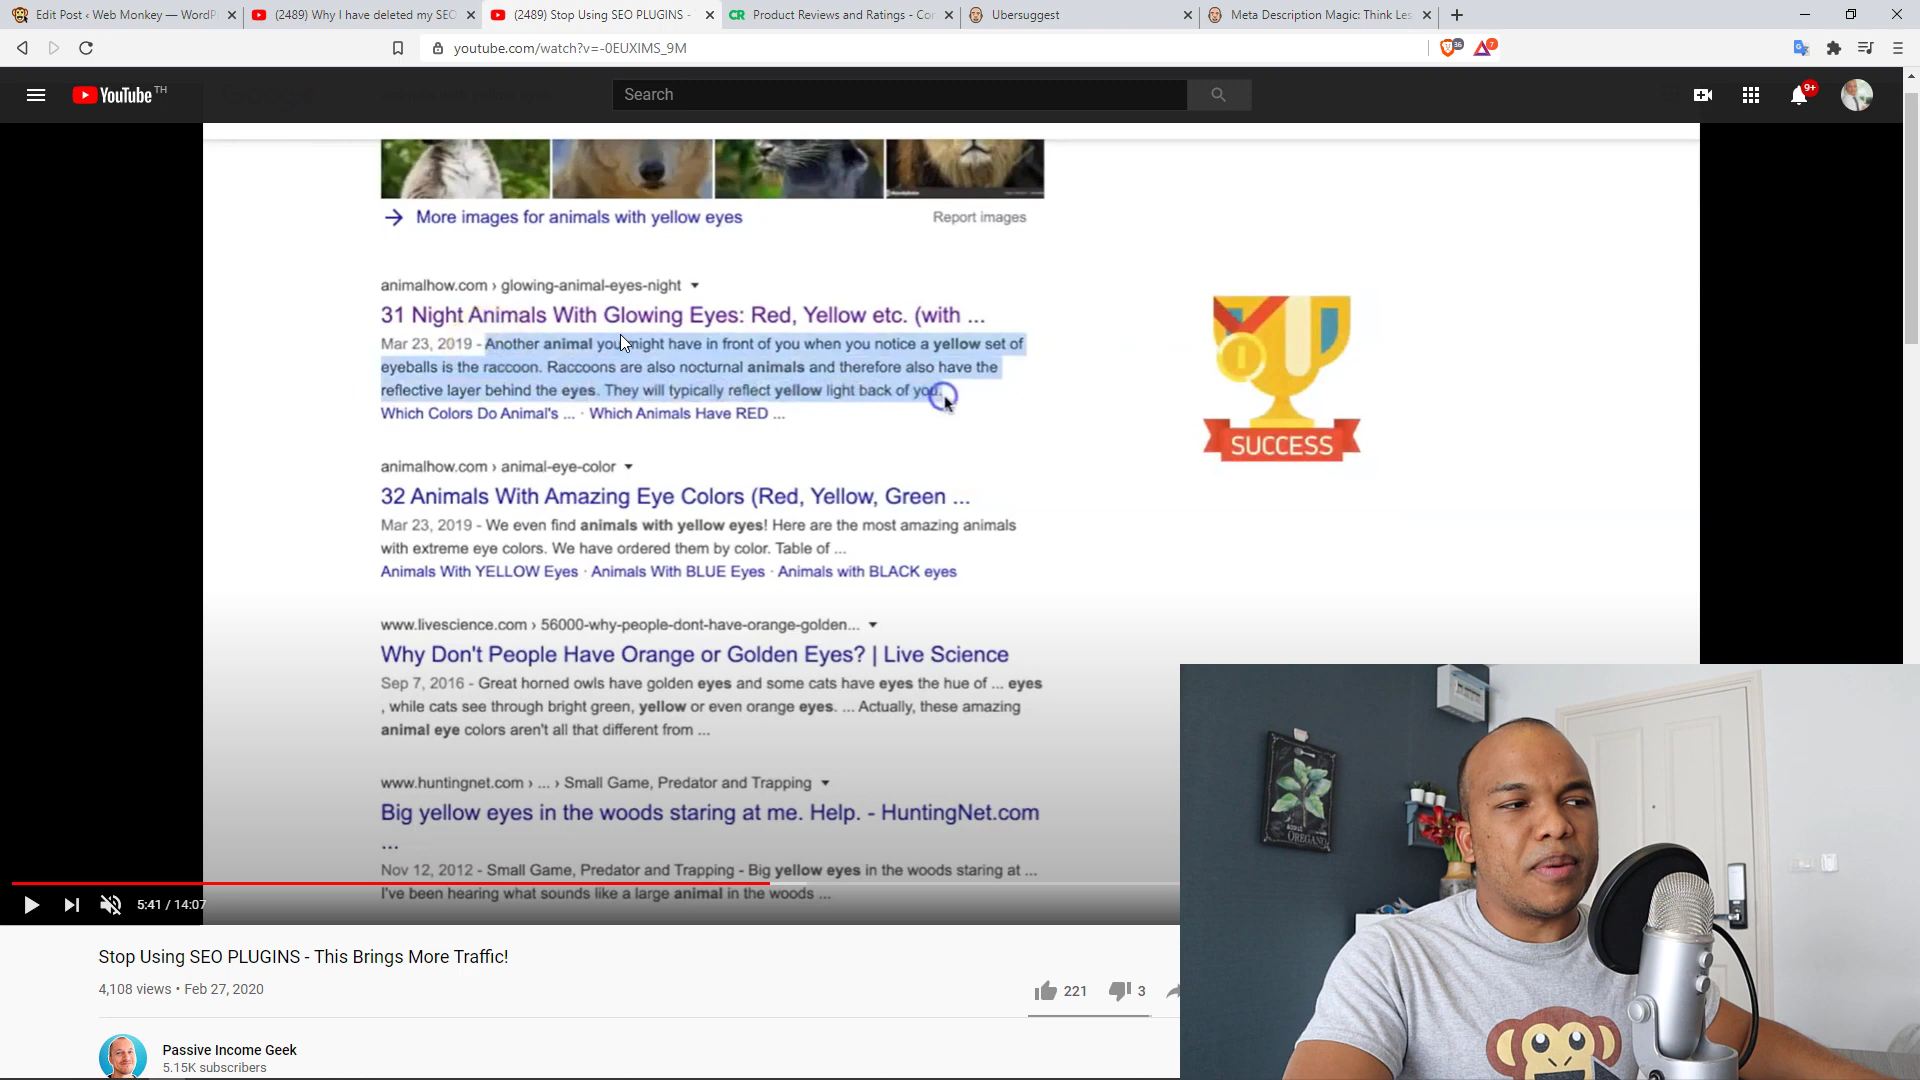 Edit Post ‹ Web Monkey — WordP
(2489) Why I have deleted my SEO
(2489) Stop Using SEO PLUGINS -
CR Product Reviews and Ratings - Con
Ubersuggest
Meta Description Magic: Think Les
youtube.com/watch?v=-0EUXIMS_9M
36
7
YouTube TH
Search
9+
More images for animals with yellow eyes
Report images
animalhow.com › glowing-animal-eyes-night
31 Night Animals With Glowing Eyes: Red, Yellow etc. (with ...
Mar 23, 2019 - Another animal you might have in front of you when you notice a yellow set of
eyeballs is the raccoon. Raccoons are also nocturnal animals and therefore also have the
reflective layer behind the eyes. They will typically reflect yellow light back of you.
Which Colors Do Animal's ... · Which Animals Have RED ...
SUCCESS
animalhow.com › animal-eye-color
32 Animals With Amazing Eye Colors (Red, Yellow, Green ...
Mar 23, 2019 - We even find animals with yellow eyes! Here are the most amazing animals
with extreme eye colors. We have ordered them by color. Table of ...
Animals With YELLOW Eyes · Animals With BLUE Eyes · Animals with BLACK eyes
www.livescience.com › 56000-why-people-dont-have-orange-golden...
Why Don't People Have Orange or Golden Eyes? | Live Science
Sep 7, 2016 - Great horned owls have golden eyes and some cats have eyes the hue of ... eyes
, while cats see through bright green, yellow or even orange eyes. ... Actually, these amazing
animal eye colors aren't all that different from ...
www.huntingnet.com › ... › Small Game, Predator and Trapping
Big yellow eyes in the woods staring at me. Help. - HuntingNet.com
...
Nov 12, 2012 - Small Game, Predator and Trapping - Big yellow eyes in the woods staring at ...
I've been hearing what sounds like a large animal in the woods ...
5:41 / 14:07
OREGANO
Stop Using SEO PLUGINS - This Brings More Traffic!
4,108 views • Feb 27, 2020
221
3
Passive Income Geek
5.15K subscribers